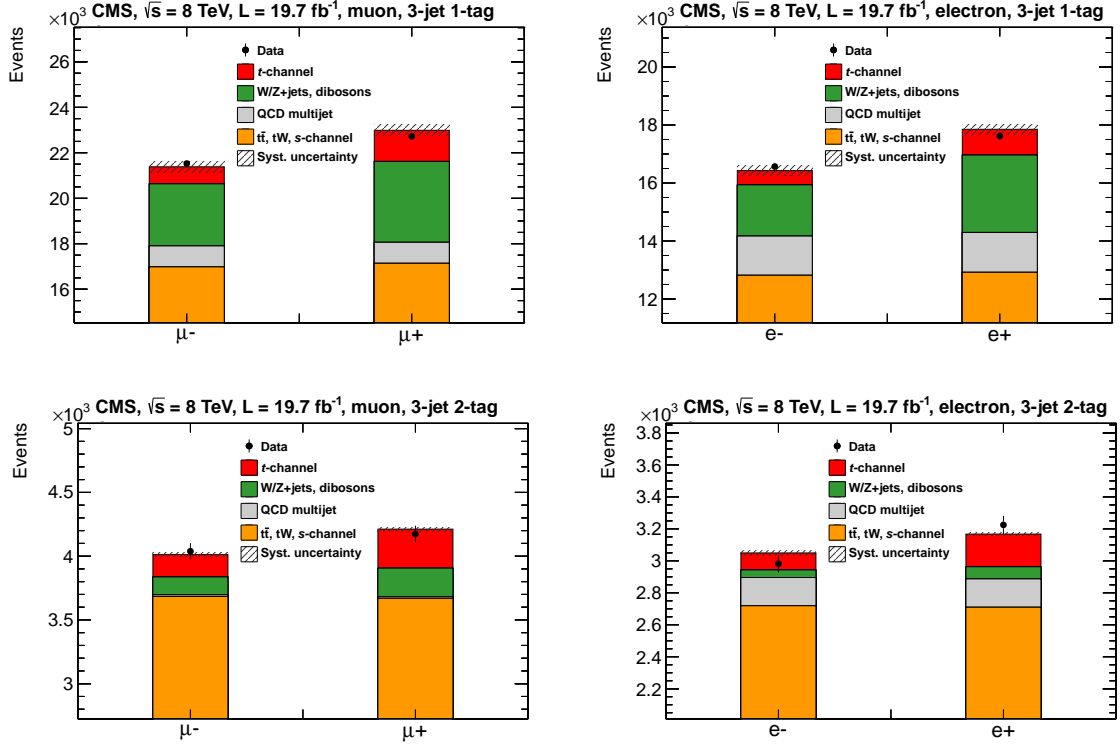 ×10³ CMS, √s = 8 TeV, L = 19.7 fb⁻¹, muon, 3-jet 1-tag
Events
26
24
22
20
18
16
Data
t-channel
W/Z+jets, dibosons
QCD multijet
tt̄, tW, s-channel
Syst. uncertainty
μ- μ+
×10³ CMS, √s = 8 TeV, L = 19.7 fb⁻¹, electron, 3-jet 1-tag
Events
20
18
16
14
12
Data
t-channel
W/Z+jets, dibosons
QCD multijet
tt̄, tW, s-channel
Syst. uncertainty
e- e+
×10³ CMS, √s = 8 TeV, L = 19.7 fb⁻¹, muon, 3-jet 2-tag
Events
5
4.5
4
3.5
3
Data
t-channel
W/Z+jets, dibosons
QCD multijet
tt̄, tW, s-channel
Syst. uncertainty
μ- μ+
×10³ CMS, √s = 8 TeV, L = 19.7 fb⁻¹, electron, 3-jet 2-tag
Events
3.8
3.6
3.4
3.2
3
2.8
2.6
2.4
2.2
Data
t-channel
W/Z+jets, dibosons
QCD multijet
tt̄, tW, s-channel
Syst. uncertainty
e- e+